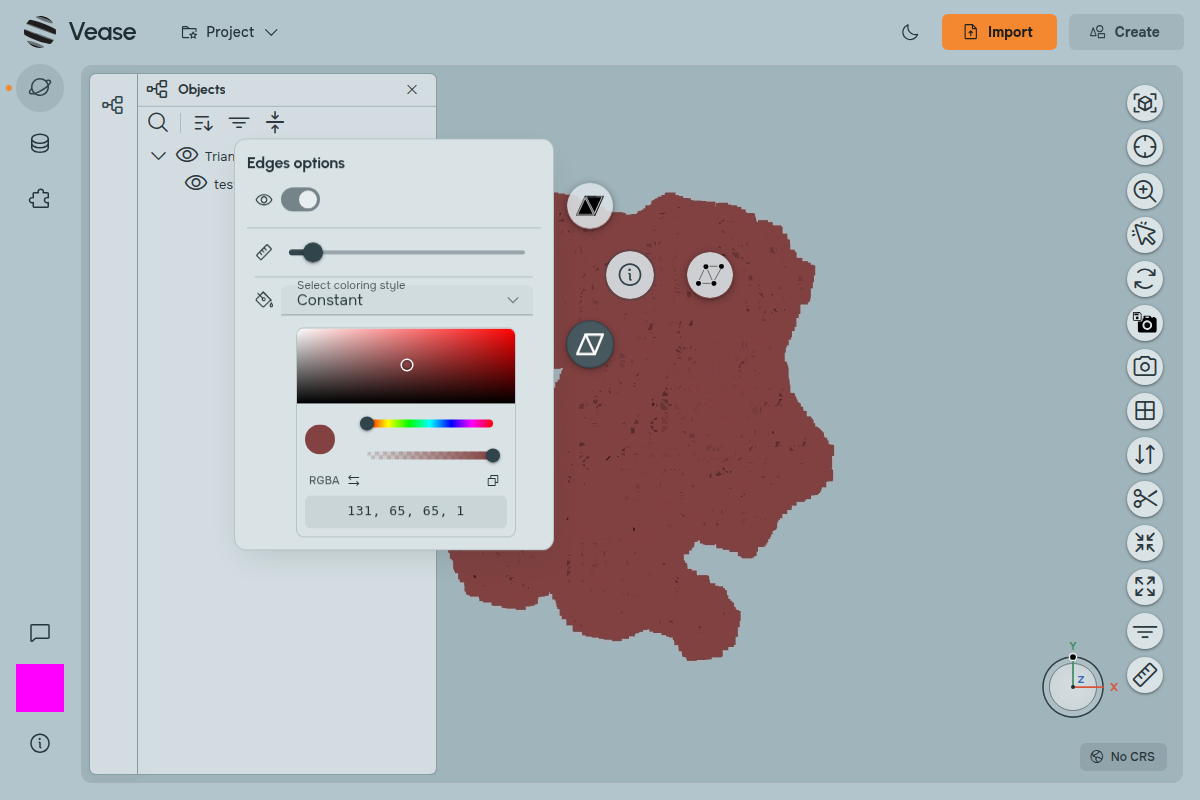 Vease
Project
Import
Create
Objects
Trian
tes
Edges options
Select coloring style
Constant
RGBA
131, 65, 65, 1
Y
Z
X
No CRS